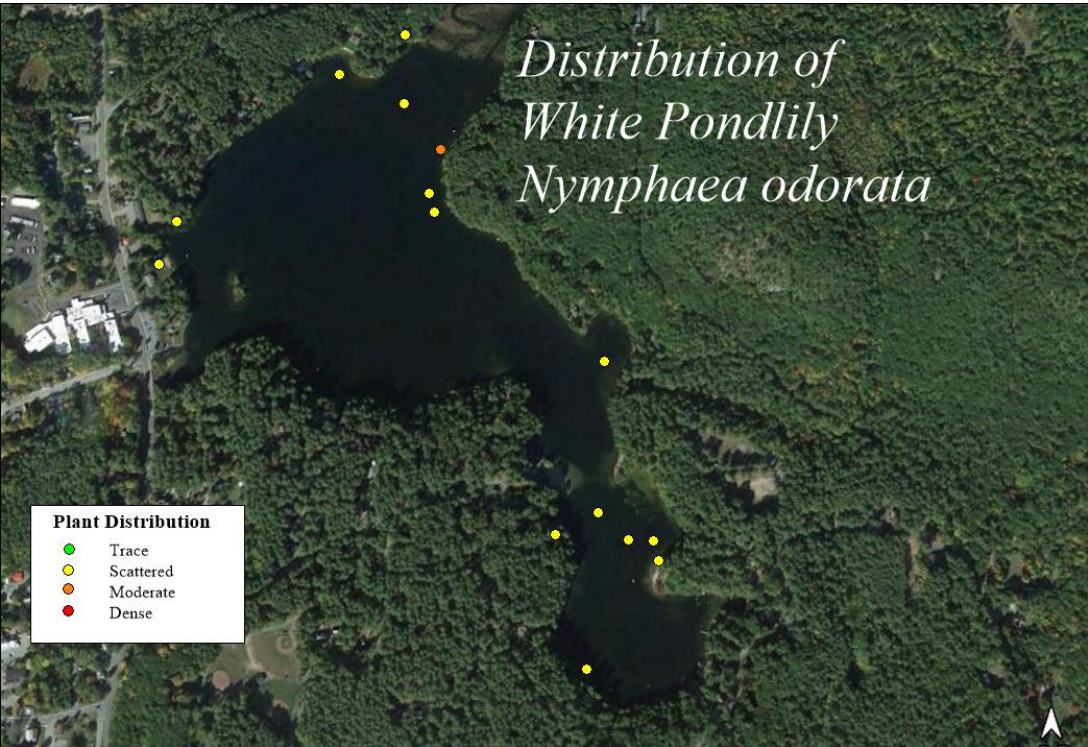 Distribution of
White Pondlily
Nymphaea odorata
Plant Distribution
Trace
Scattered
Moderate
Dense